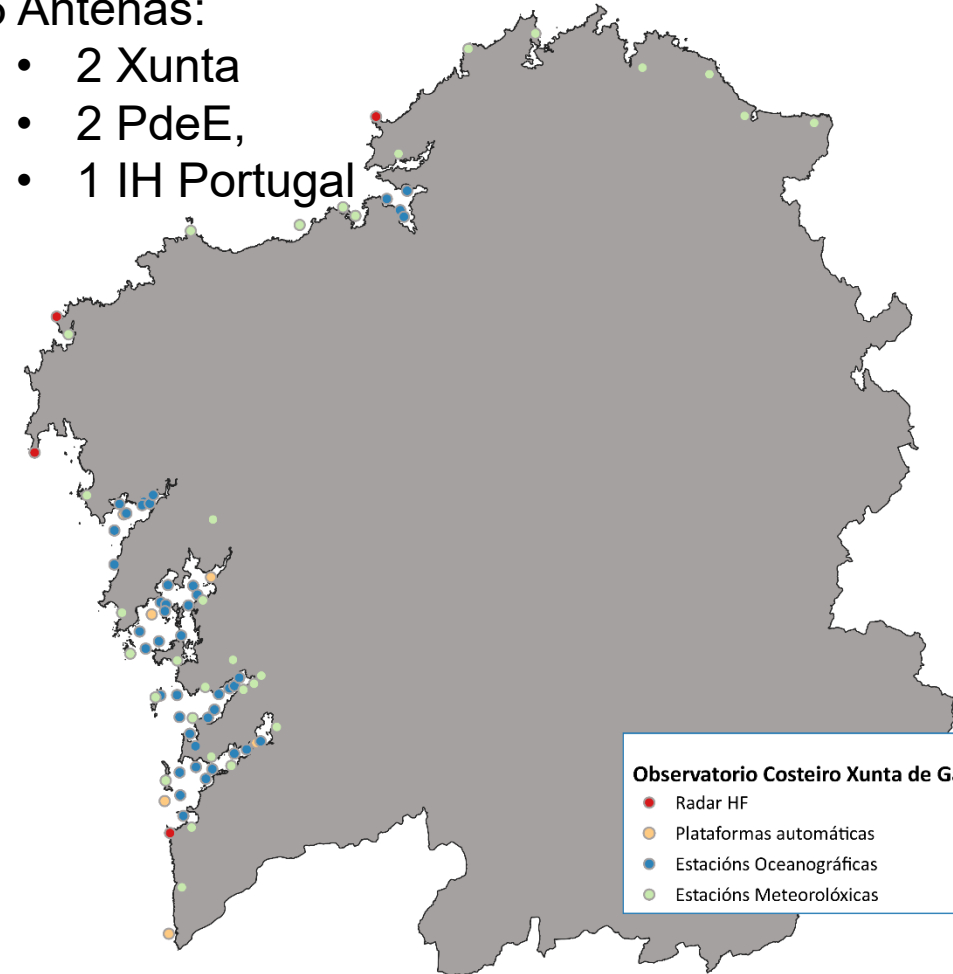 Antenas:
• 2 Xunta
• 2 PdeE,
• 1 IH Portugal
Observatorio Costeiro Xunta de
Radar HF
Plataformas automáticas
Estacións Oceanográficas
Estacións Meteorolóxicas